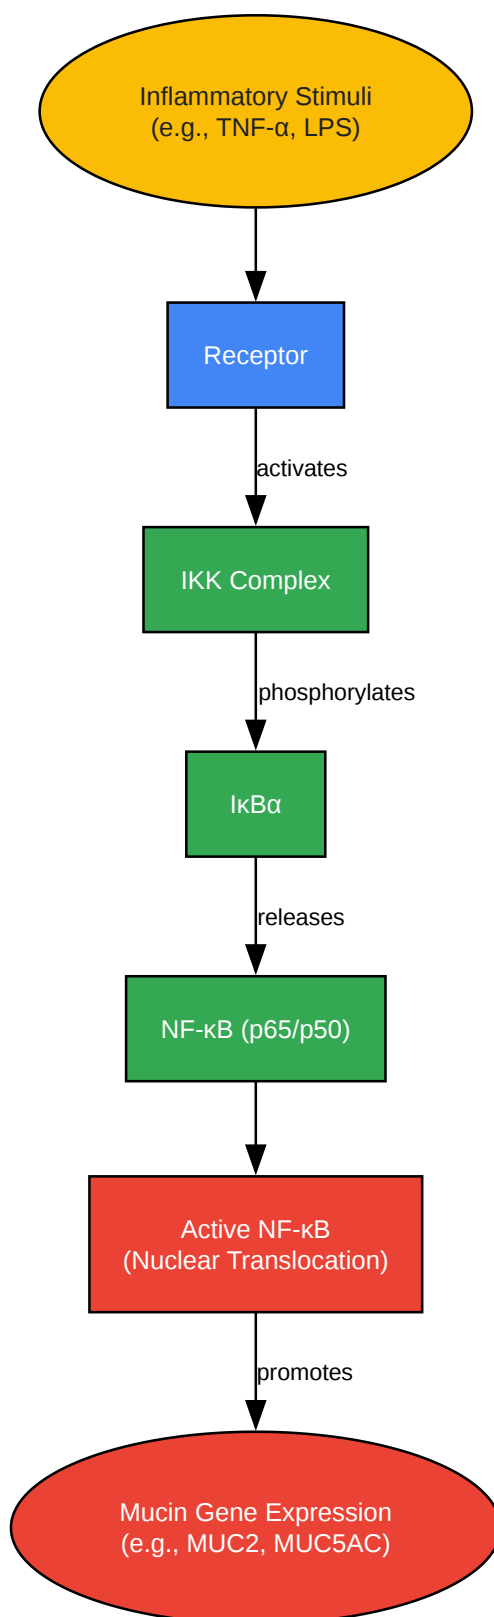 Inflammatory Stimuli
(e.g., TNF-α, LPS)
Receptor
activates
IKK Complex
phosphorylates
IκBα
releases
NF-κB (p65/p50)
Active NF-κB
(Nuclear Translocation)
promotes
Mucin Gene Expression
(e.g., MUC2, MUC5AC)